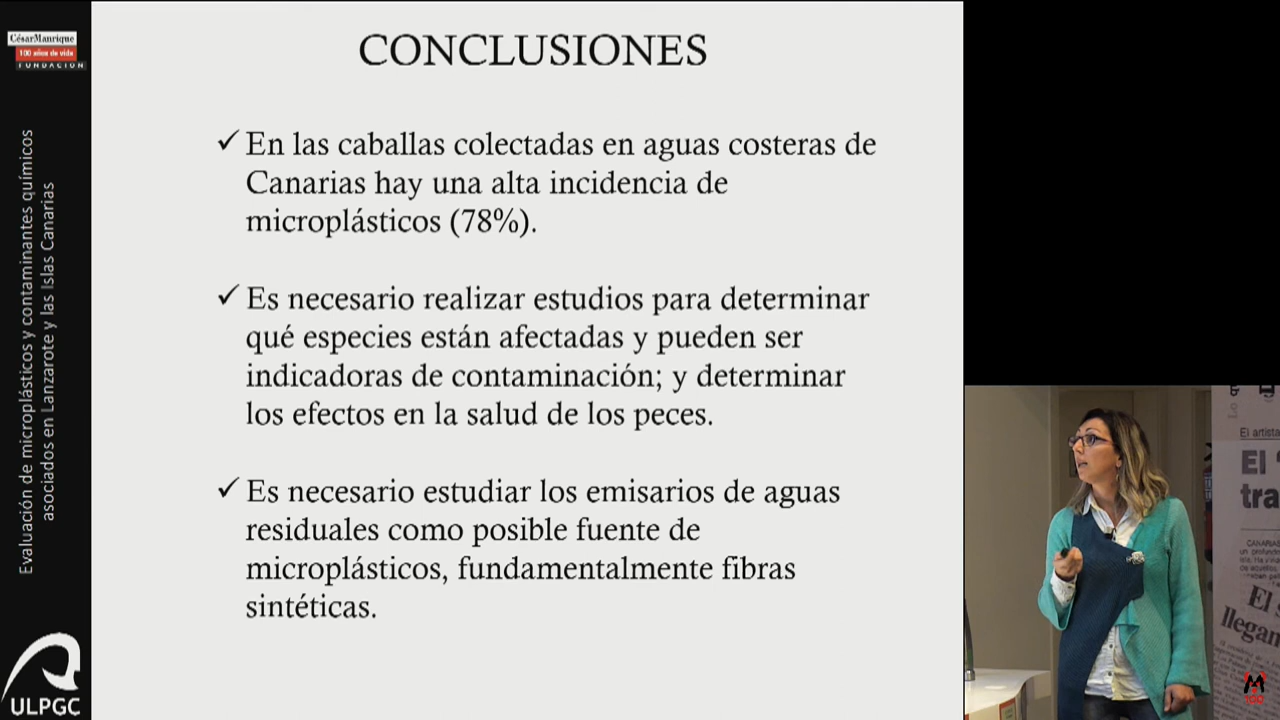 CésarManrique
100 años de vida
FUNDACIÓN
Evaluación de microplásticos y contaminantes químicos
asociados en Lanzarote y las Islas Canarias
ULPGC
CONCLUSIONES
✓ En las caballas colectadas en aguas costeras de
Canarias hay una alta incidencia de
microplásticos (78%).
✓ Es necesario realizar estudios para determinar
qué especies están afectadas y pueden ser
indicadoras de contaminación; y determinar
los efectos en la salud de los peces.
✓ Es necesario estudiar los emisarios de aguas
residuales como posible fuente de
microplásticos, fundamentalmente fibras
sintéticas.
El artista
El
tra
CANARIAS
un profund
El
llegan
M
100